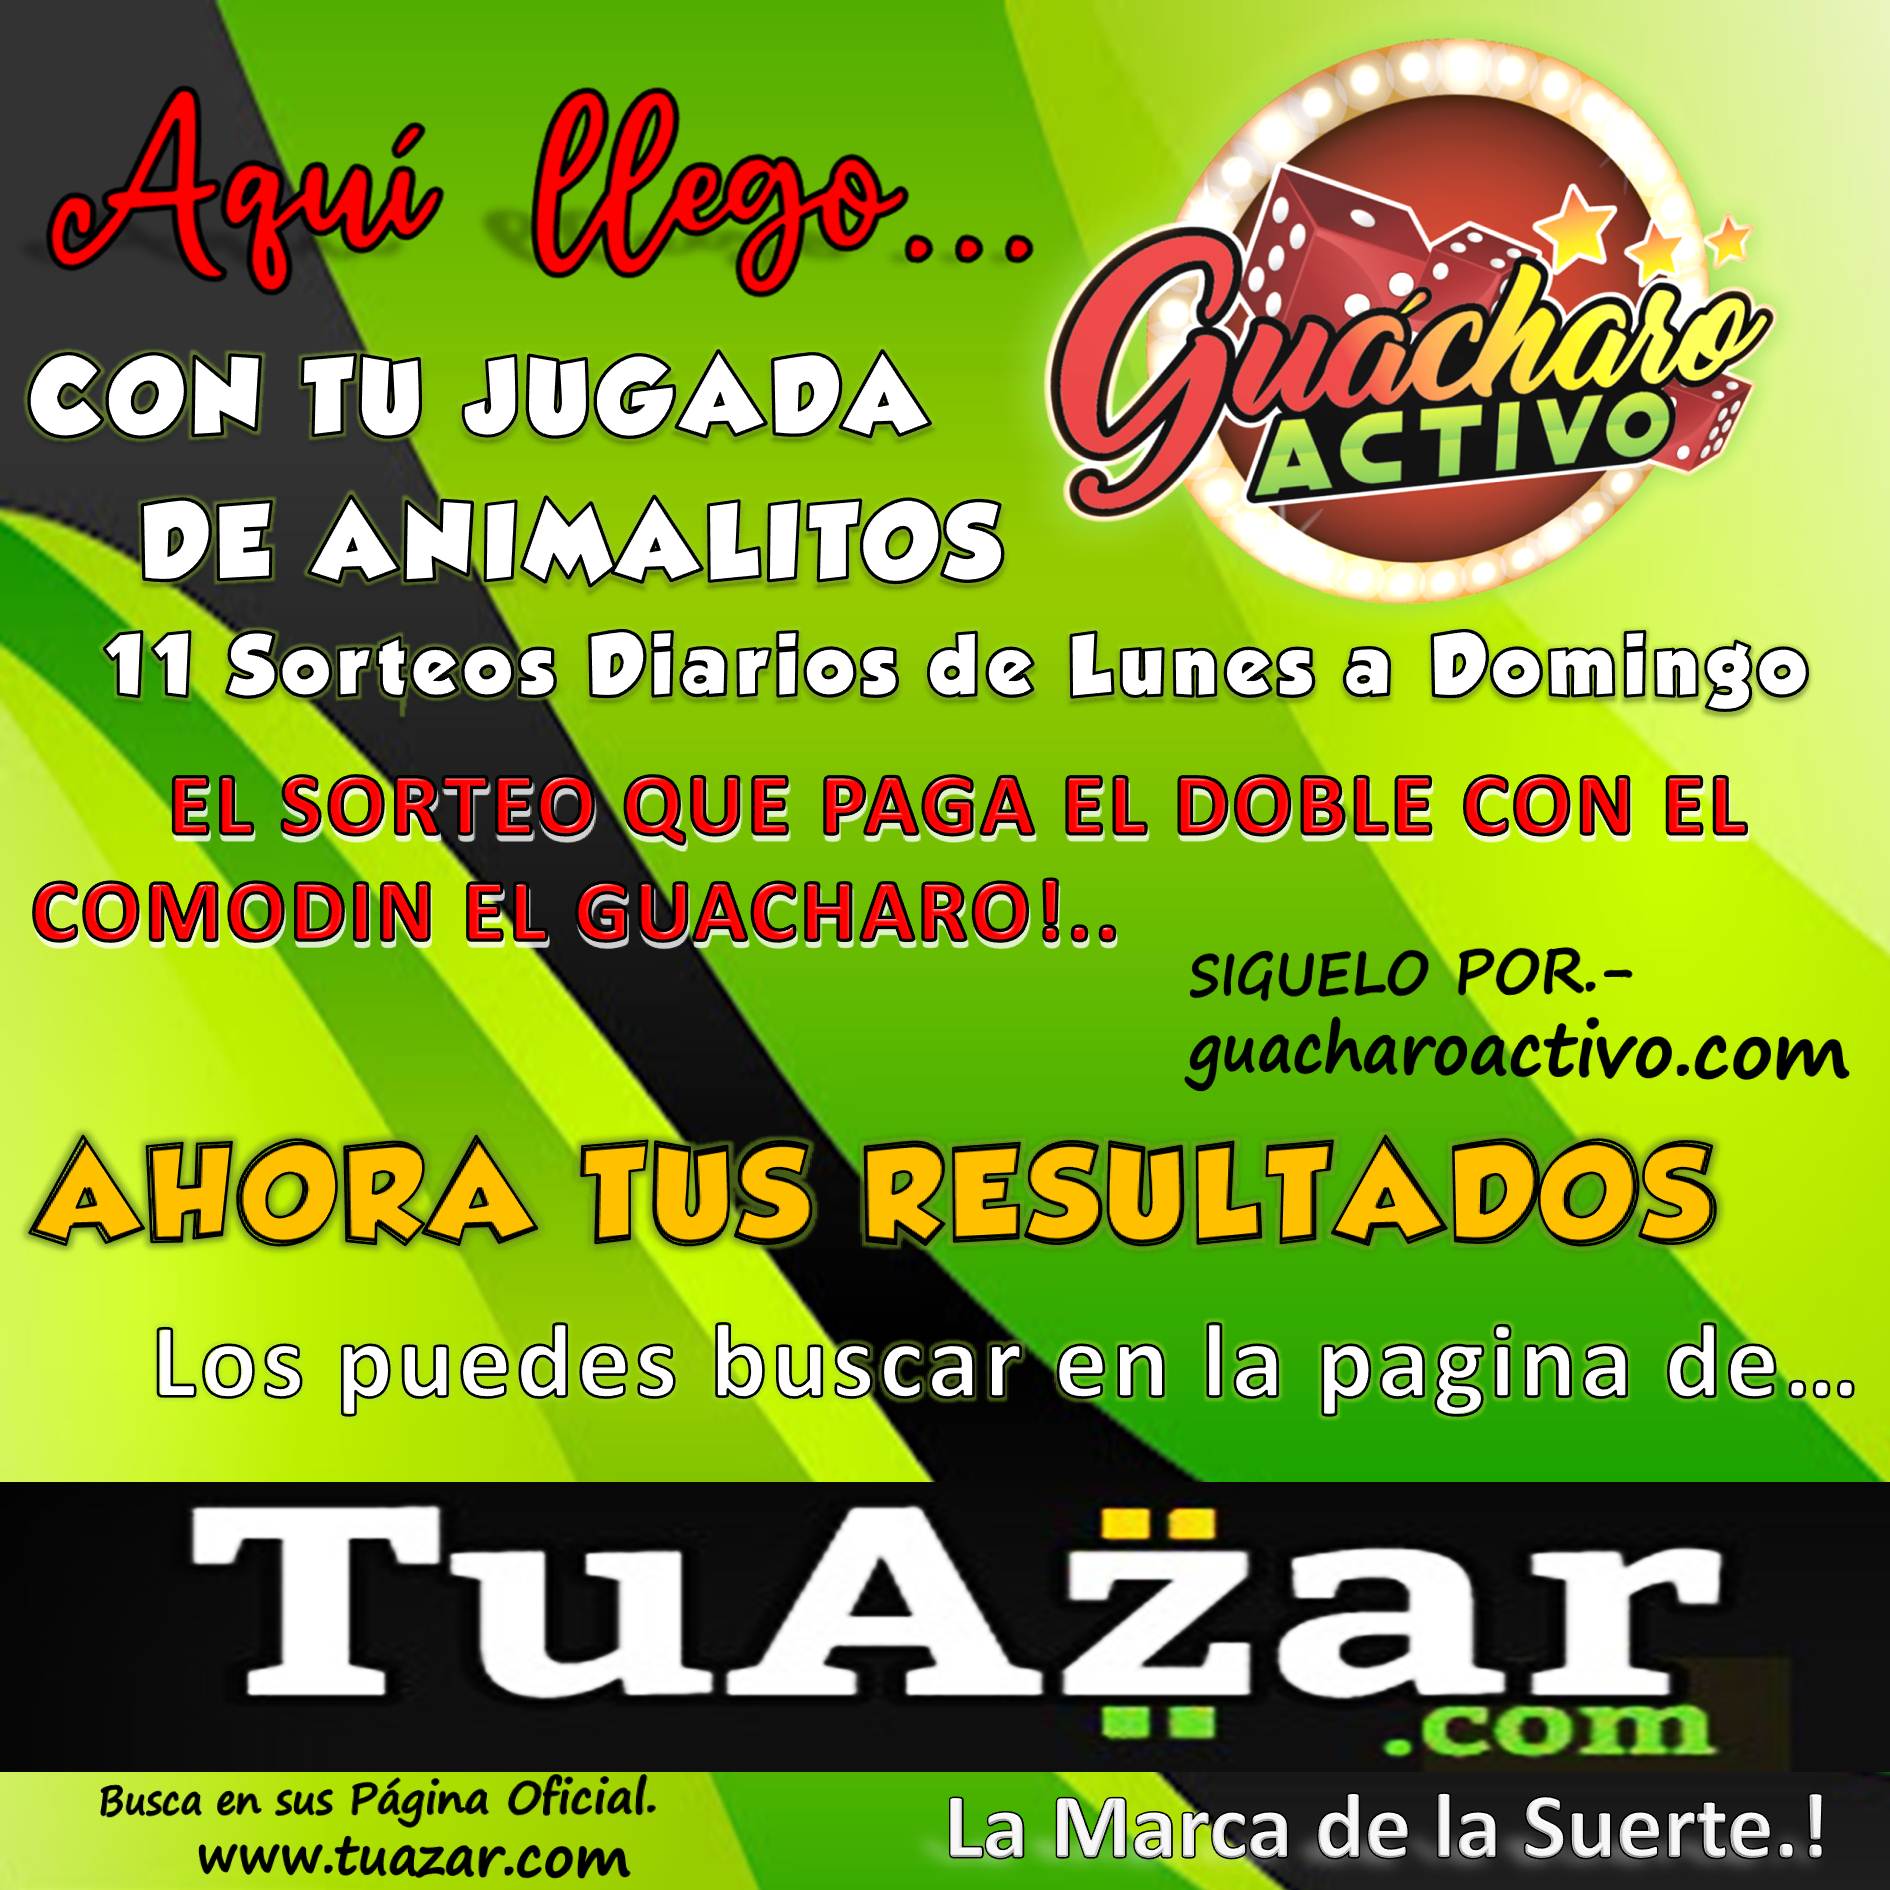 Aquí llego...
Guácharo
ACTIVO
CON TU JUGADA
DE ANIMALITOS
11 Sorteos Diarios de Lunes a Domingo
EL SORTEO QUE PAGA EL DOBLE CON EL
COMODIN EL GUACHARO!..
SIGUELO POR.-
guacharoactivo.com
AHORA TUS RESULTADOS
Los puedes buscar en la pagina de...
TuAzar
.com
Busca en sus Página Oficial.
www.tuazar.com
La Marca de la Suerte.!